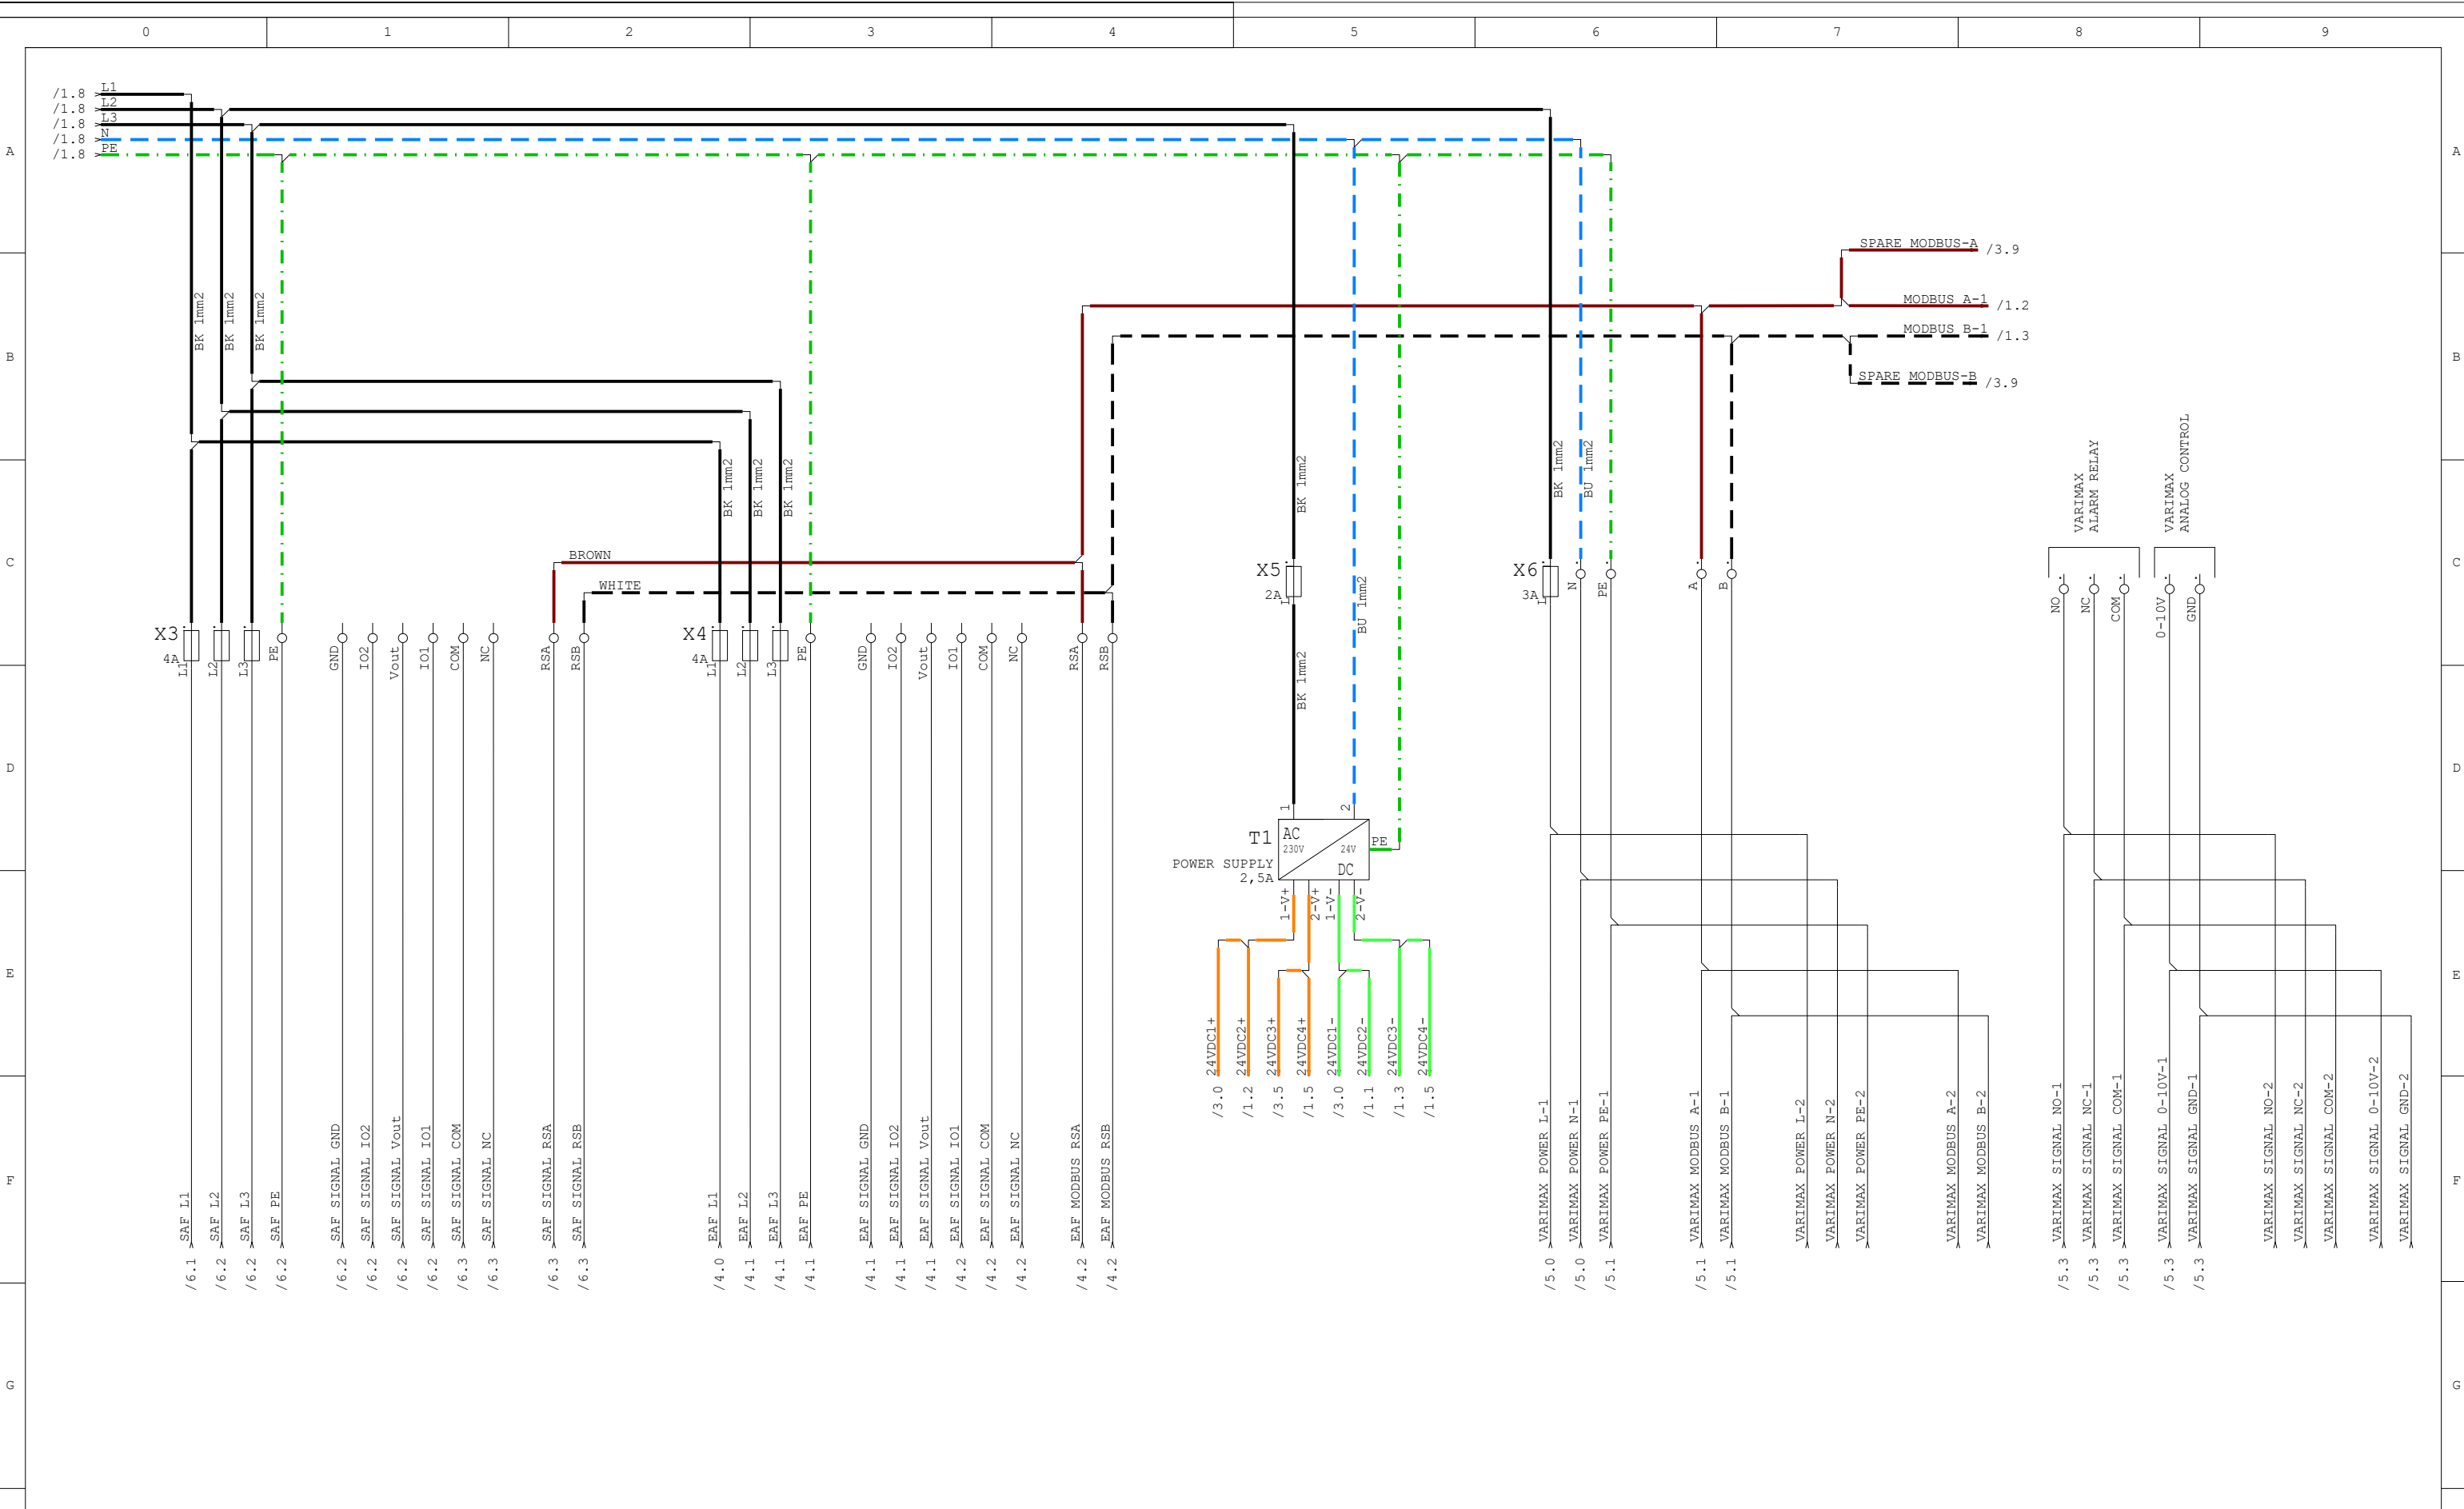 0 1 2 3 4 5 6 7 8 9
/1.8 L1
/1.8 L2
/1.8 L3
/1.8 N
/1.8 PE
A A
SPARE MODBUS-A /3.9
MODBUS A-1 /1.2
MODBUS B-1 /1.3
SPARE MODBUS-B /3.9
BK 1mm2
BK 1mm2
BK 1mm2
B B
BK 1mm2
BK 1mm2
BK 1mm2
BK 1mm2
BK 1mm2
BU 1mm2
VARIMAX
ALARM RELAY
VARIMAX
ANALOG CONTROL
C C
BROWN
WHITE
X5
2A
L
BU 1mm2
X6
3A
L
N
PE
A
B
NO
NC
COM
0-10V
GND
X3
4A
L1
L2
L3
PE
GND
IO2
Vout
IO1
COM
NC
RSA
RSB
X4
4A
L1
L2
L3
PE
GND
IO2
Vout
IO1
COM
NC
RSA
RSB
BK 1mm2
D D
1 2
T1
AC
230V
24V
DC
PE
POWER SUPPLY
2,5A
1-V+
2-V+
1-V-
2-V-
E E
24VDC1+
24VDC2+
24VDC3+
24VDC4+
24VDC1-
24VDC2-
24VDC3-
24VDC4-
/3.0
/1.2
/3.5
/1.5
/3.0
/1.1
/1.3
/1.5
F F
SAF L1
SAF L2
SAF L3
SAF PE
SAF SIGNAL GND
SAF SIGNAL IO2
SAF SIGNAL Vout
SAF SIGNAL IO1
SAF SIGNAL COM
SAF SIGNAL NC
SAF SIGNAL RSA
SAF SIGNAL RSB
EAF L1
EAF L2
EAF L3
EAF PE
EAF SIGNAL GND
EAF SIGNAL IO2
EAF SIGNAL Vout
EAF SIGNAL IO1
EAF SIGNAL COM
EAF SIGNAL NC
EAF MODBUS RSA
EAF MODBUS RSB
VARIMAX POWER L-1
VARIMAX POWER N-1
VARIMAX POWER PE-1
VARIMAX MODBUS A-1
VARIMAX MODBUS B-1
VARIMAX POWER L-2
VARIMAX POWER N-2
VARIMAX POWER PE-2
VARIMAX MODBUS A-2
VARIMAX MODBUS B-2
VARIMAX SIGNAL NO-1
VARIMAX SIGNAL NC-1
VARIMAX SIGNAL COM-1
VARIMAX SIGNAL 0-10V-1
VARIMAX SIGNAL GND-1
VARIMAX SIGNAL NO-2
VARIMAX SIGNAL NC-2
VARIMAX SIGNAL COM-2
VARIMAX SIGNAL 0-10V-2
VARIMAX SIGNAL GND-2
/6.1
/6.2
/6.2
/6.2
/6.2
/6.2
/6.2
/6.2
/6.3
/6.3
/6.3
/6.3
/4.0
/4.1
/4.1
/4.1
/4.1
/4.1
/4.1
/4.2
/4.2
/4.2
/4.2
/4.2
/5.0
/5.0
/5.1
/5.1
/5.1
/5.3
/5.3
/5.3
/5.3
/5.3
G G